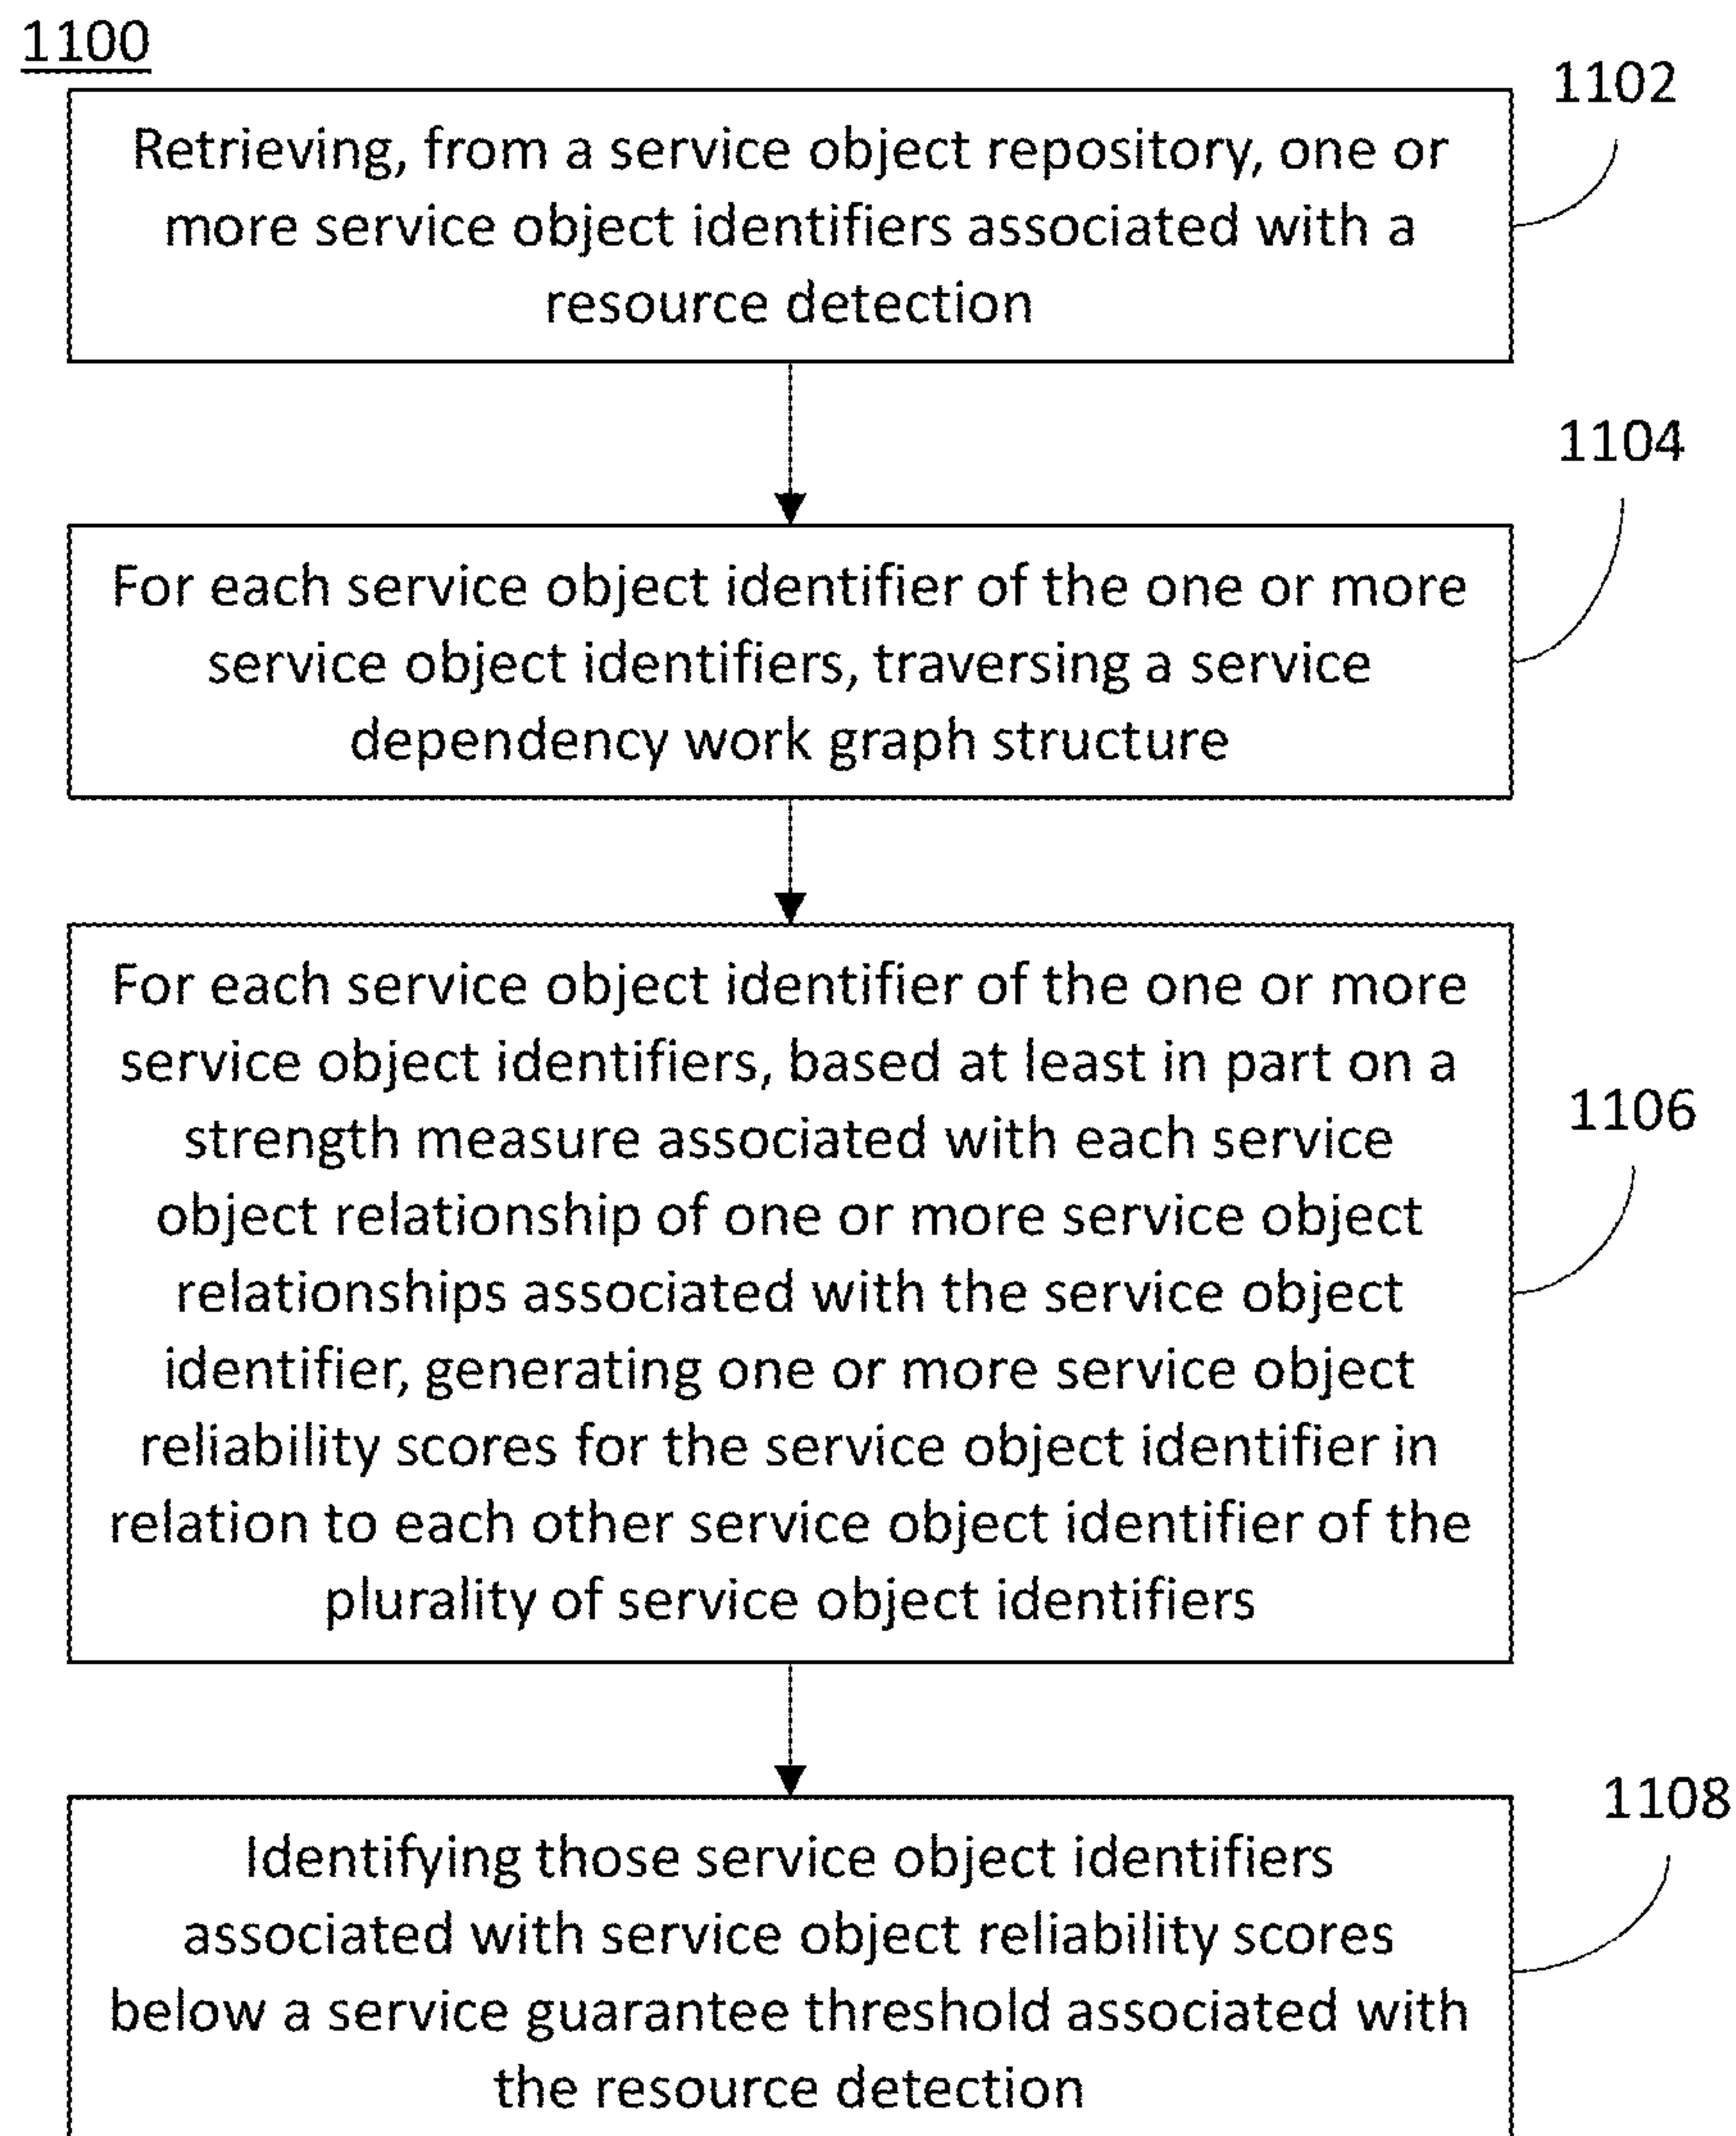 1100
1102
Retrieving, from a service object repository, one or
more service object identifiers associated with a
resource detection
1104
For each service object identifier of the one or more
service object identifiers, traversing a service
dependency work graph structure
For each service object identifier of the one or more
service object identifiers, based at least in part on a
strength measure associated with each service
object relationship of one or more service object
relationships associated with the service object
identifier, generating one or more service object
reliability scores for the service object identifier in
relation to each other service object identifier of the
plurality of service object identifiers
1106
1108
Identifying those service object identifiers
associated with service object reliability scores
below a service guarantee threshold associated with
the resource detection